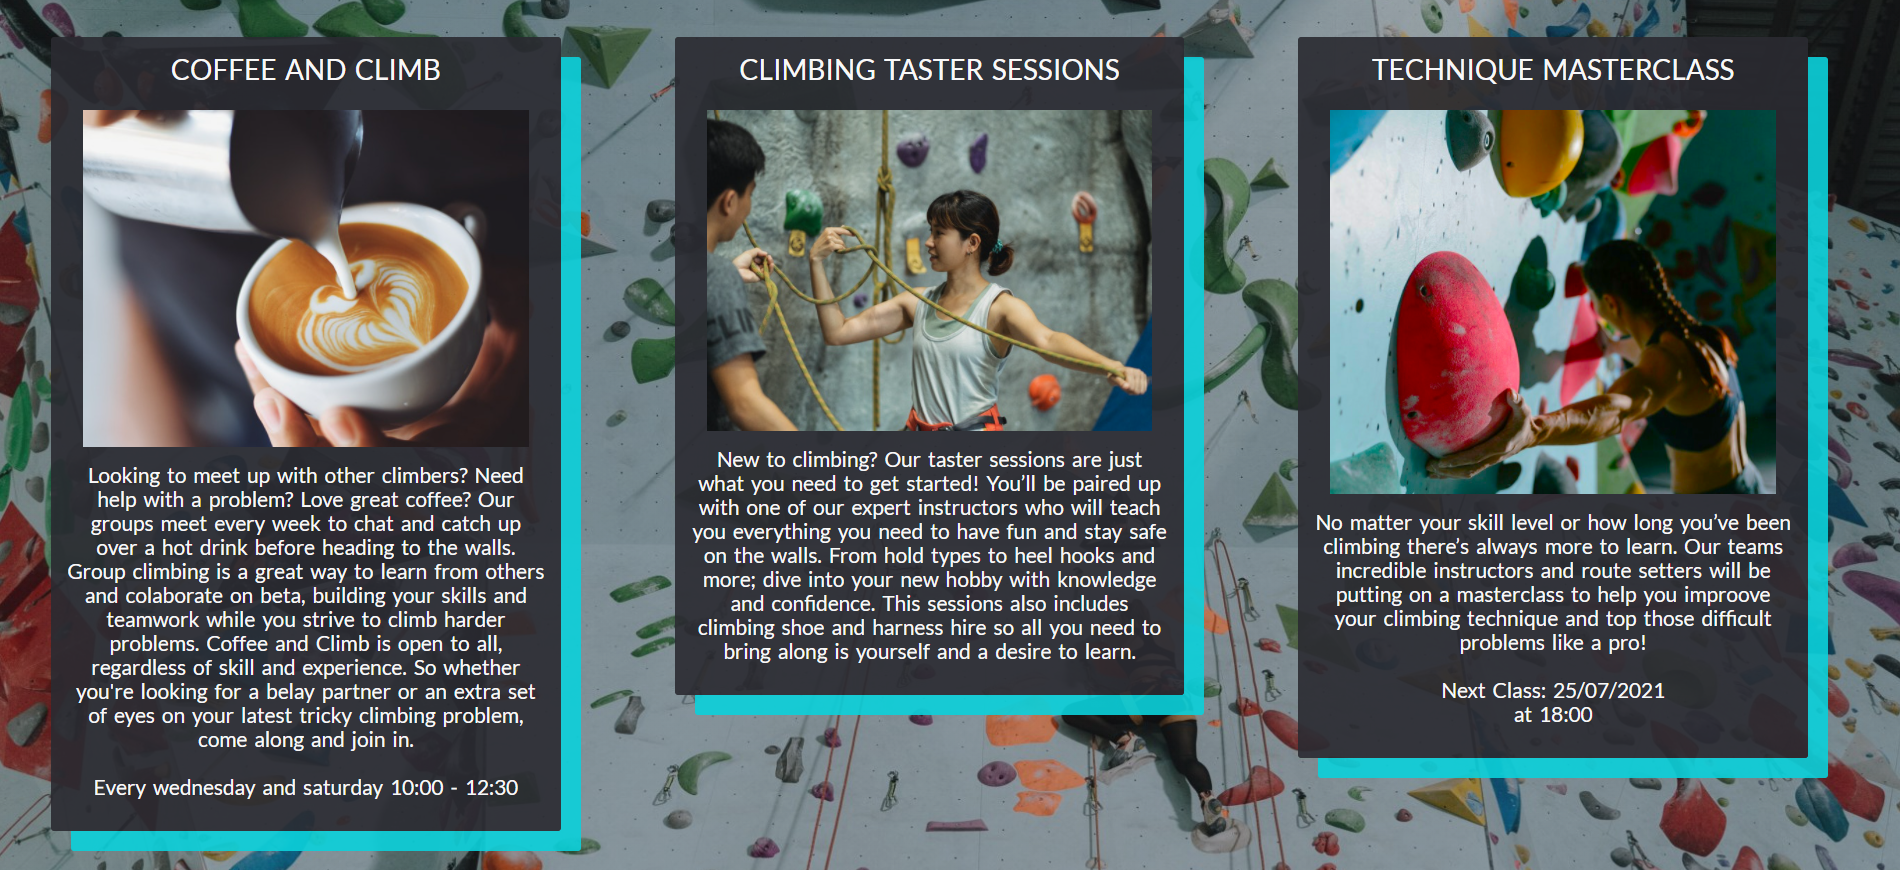 COFFEE AND CLIMB
Looking to meet up with other climbers? Need
help with a problem? Love great coffee? Our
groups meet every week to chat and catch up
over a hot drink before heading to the walls.
Group climbing is a great way to learn from others
and colaborate on beta, building your skills and
teamwork while you strive to climb harder
problems. Coffee and Climb is open to all,
regardless of skill and experience. So whether
you're looking for a belay partner or an extra set
of eyes on your latest tricky climbing problem,
come along and join in.
Every wednesday and saturday 10:00 - 12:30
CLIMBING TASTER SESSIONS
New to climbing? Our taster sessions are just
what you need to get started! You’ll be paired up
with one of our expert instructors who will teach
you everything you need to have fun and stay safe
on the walls. From hold types to heel hooks and
more; dive into your new hobby with knowledge
and confidence. This sessions also includes
climbing shoe and harness hire so all you need to
bring along is yourself and a desire to learn.
TECHNIQUE MASTERCLASS
No matter your skill level or how long you’ve been
climbing there’s always more to learn. Our teams
incredible instructors and route setters will be
putting on a masterclass to help you improove
your climbing technique and top those difficult
problems like a pro!
Next Class: 25/07/2021
at 18:00